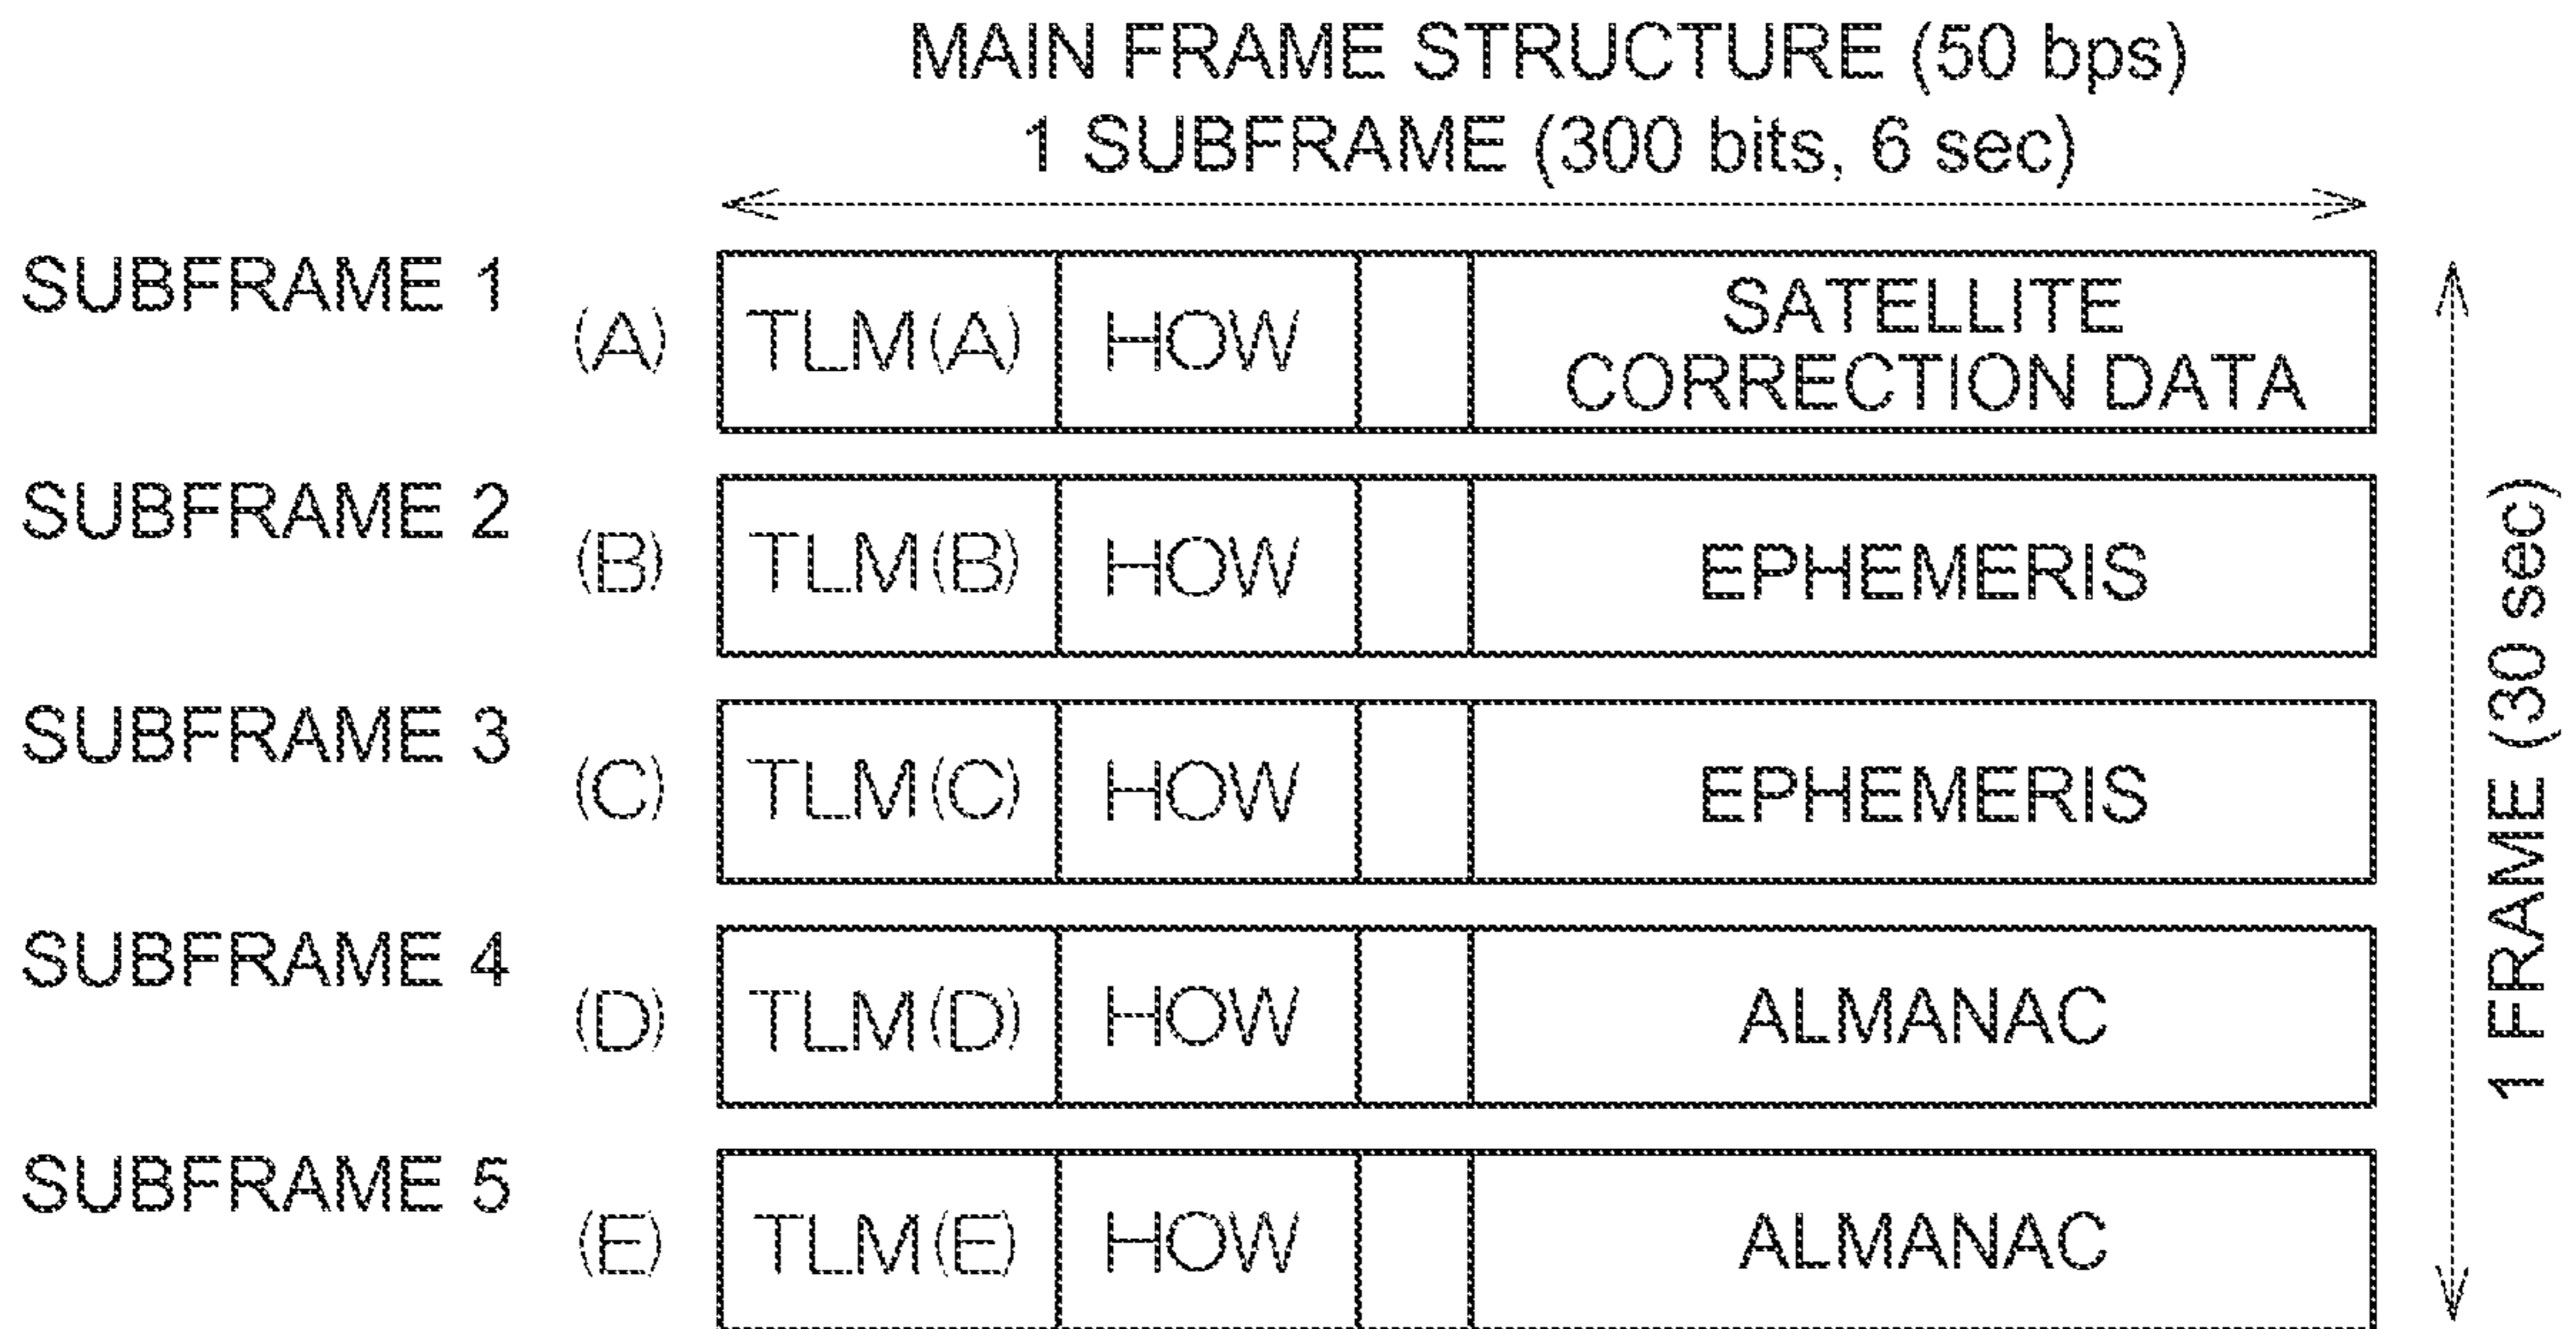 MAIN FRAME STRUCTURE (50 bps)
1 SUBFRAME (300 bits, 6 sec)
SUBFRAME 1
(A) TLM(A) HOW SATELLITE
CORRECTION DATA
SUBFRAME 2
(B) TLM(B) HOW EPHEMERIS
SUBFRAME 3
(C) TLM(C) HOW EPHEMERIS
SUBFRAME 4
(D) TLM(D) HOW ALMANAC
SUBFRAME 5
(E) TLM(E) HOW ALMANAC
1 FRAME (30 sec)